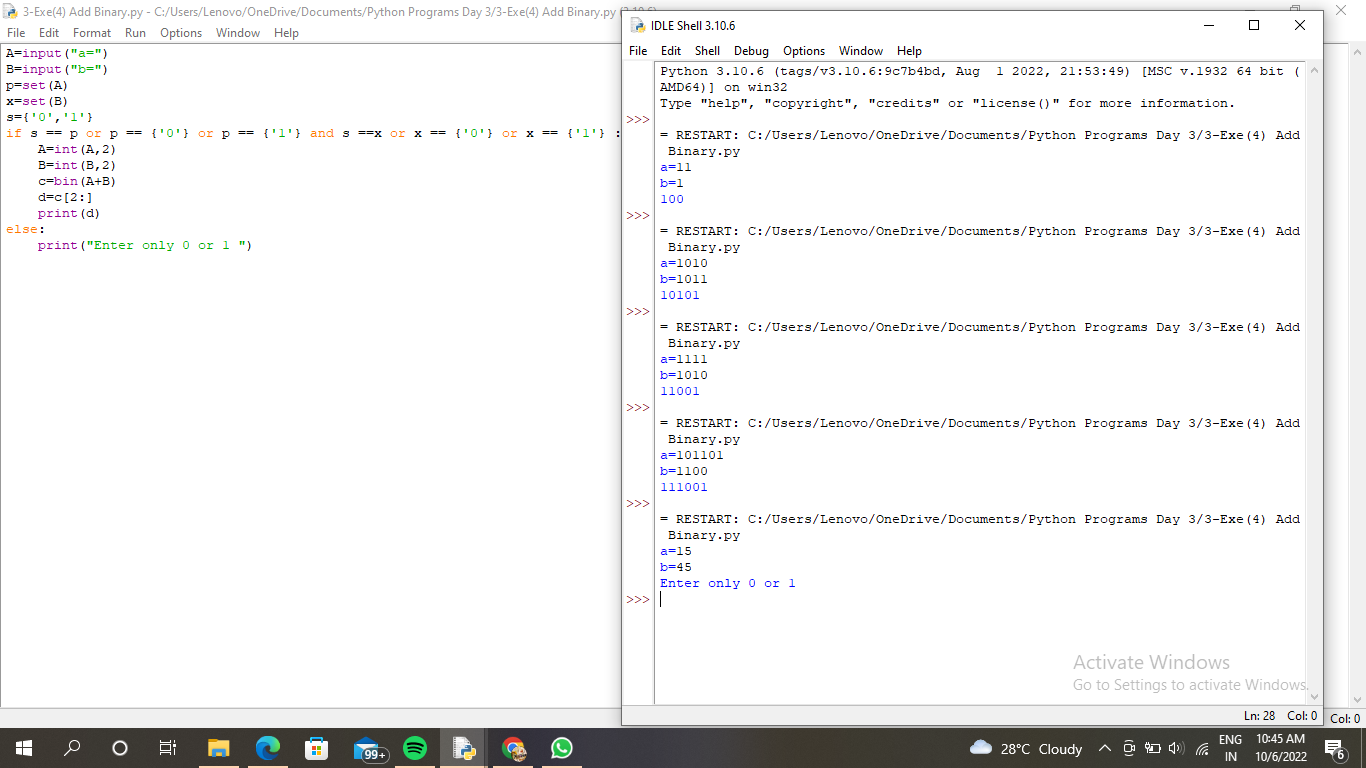 3-Exe(4) Add Binary.py - C:/Users/Lenovo/OneDrive/Documents/Python Programs Day 3/3-Exe(4) Add Binary.py (3.10.6)
File Edit Format Run Options Window Help
A=input("a=")
B=input("b=")
p=set(A)
x=set(B)
s={'0','1'}
if s == p or p == {'0'} or p == {'1'} and s ==x or x == {'0'} or x == {'1'} :
    A=int(A,2)
    B=int(B,2)
    c=bin(A+B)
    d=c[2:]
    print(d)
else:
    print("Enter only 0 or 1 ")
IDLE Shell 3.10.6
File Edit Shell Debug Options Window Help
Python 3.10.6 (tags/v3.10.6:9c7b4bd, Aug  1 2022, 21:53:49) [MSC v.1932 64 bit (
AMD64)] on win32
Type "help", "copyright", "credits" or "license()" for more information.
>>>
= RESTART: C:/Users/Lenovo/OneDrive/Documents/Python Programs Day 3/3-Exe(4) Add
 Binary.py
a=11
b=1
100
>>>
= RESTART: C:/Users/Lenovo/OneDrive/Documents/Python Programs Day 3/3-Exe(4) Add
 Binary.py
a=1010
b=1011
10101
>>>
= RESTART: C:/Users/Lenovo/OneDrive/Documents/Python Programs Day 3/3-Exe(4) Add
 Binary.py
a=1111
b=1010
11001
>>>
= RESTART: C:/Users/Lenovo/OneDrive/Documents/Python Programs Day 3/3-Exe(4) Add
 Binary.py
a=101101
b=1100
111001
>>>
= RESTART: C:/Users/Lenovo/OneDrive/Documents/Python Programs Day 3/3-Exe(4) Add
 Binary.py
a=15
b=45
Enter only 0 or 1
>>>
Activate Windows
Go to Settings to activate Windows.
Ln: 28 Col: 0
Col: 0
99+
28°C Cloudy
ENG
IN
10:45 AM
10/6/2022
6